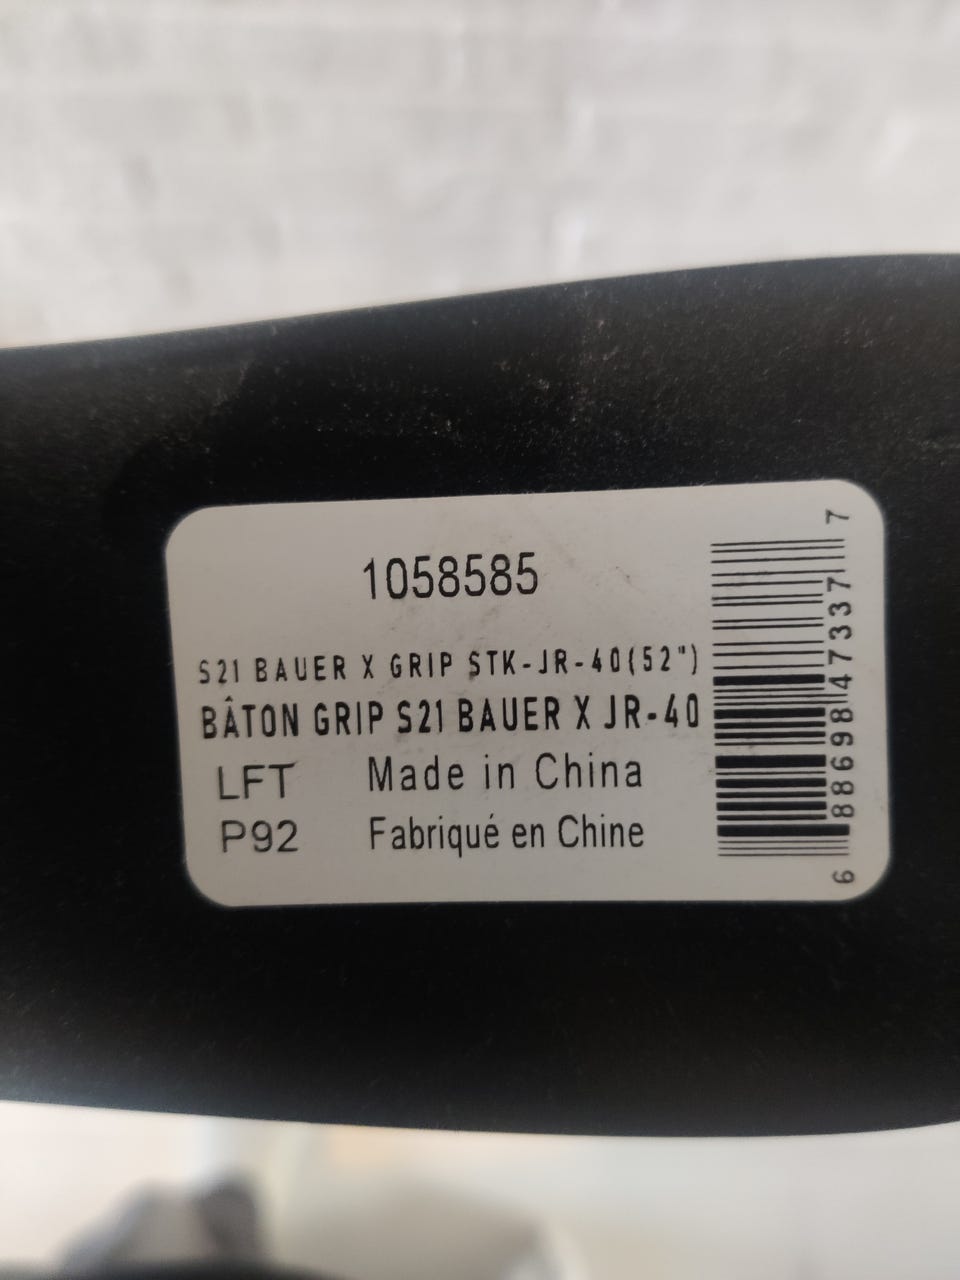 1058585
S21 BAUER X GRIP STK-JR-40(52")
BÂTON GRIP S21 BAUER X JR-40
LFT Made in China
P92 Fabriqué en Chine
6 88698 47337 7